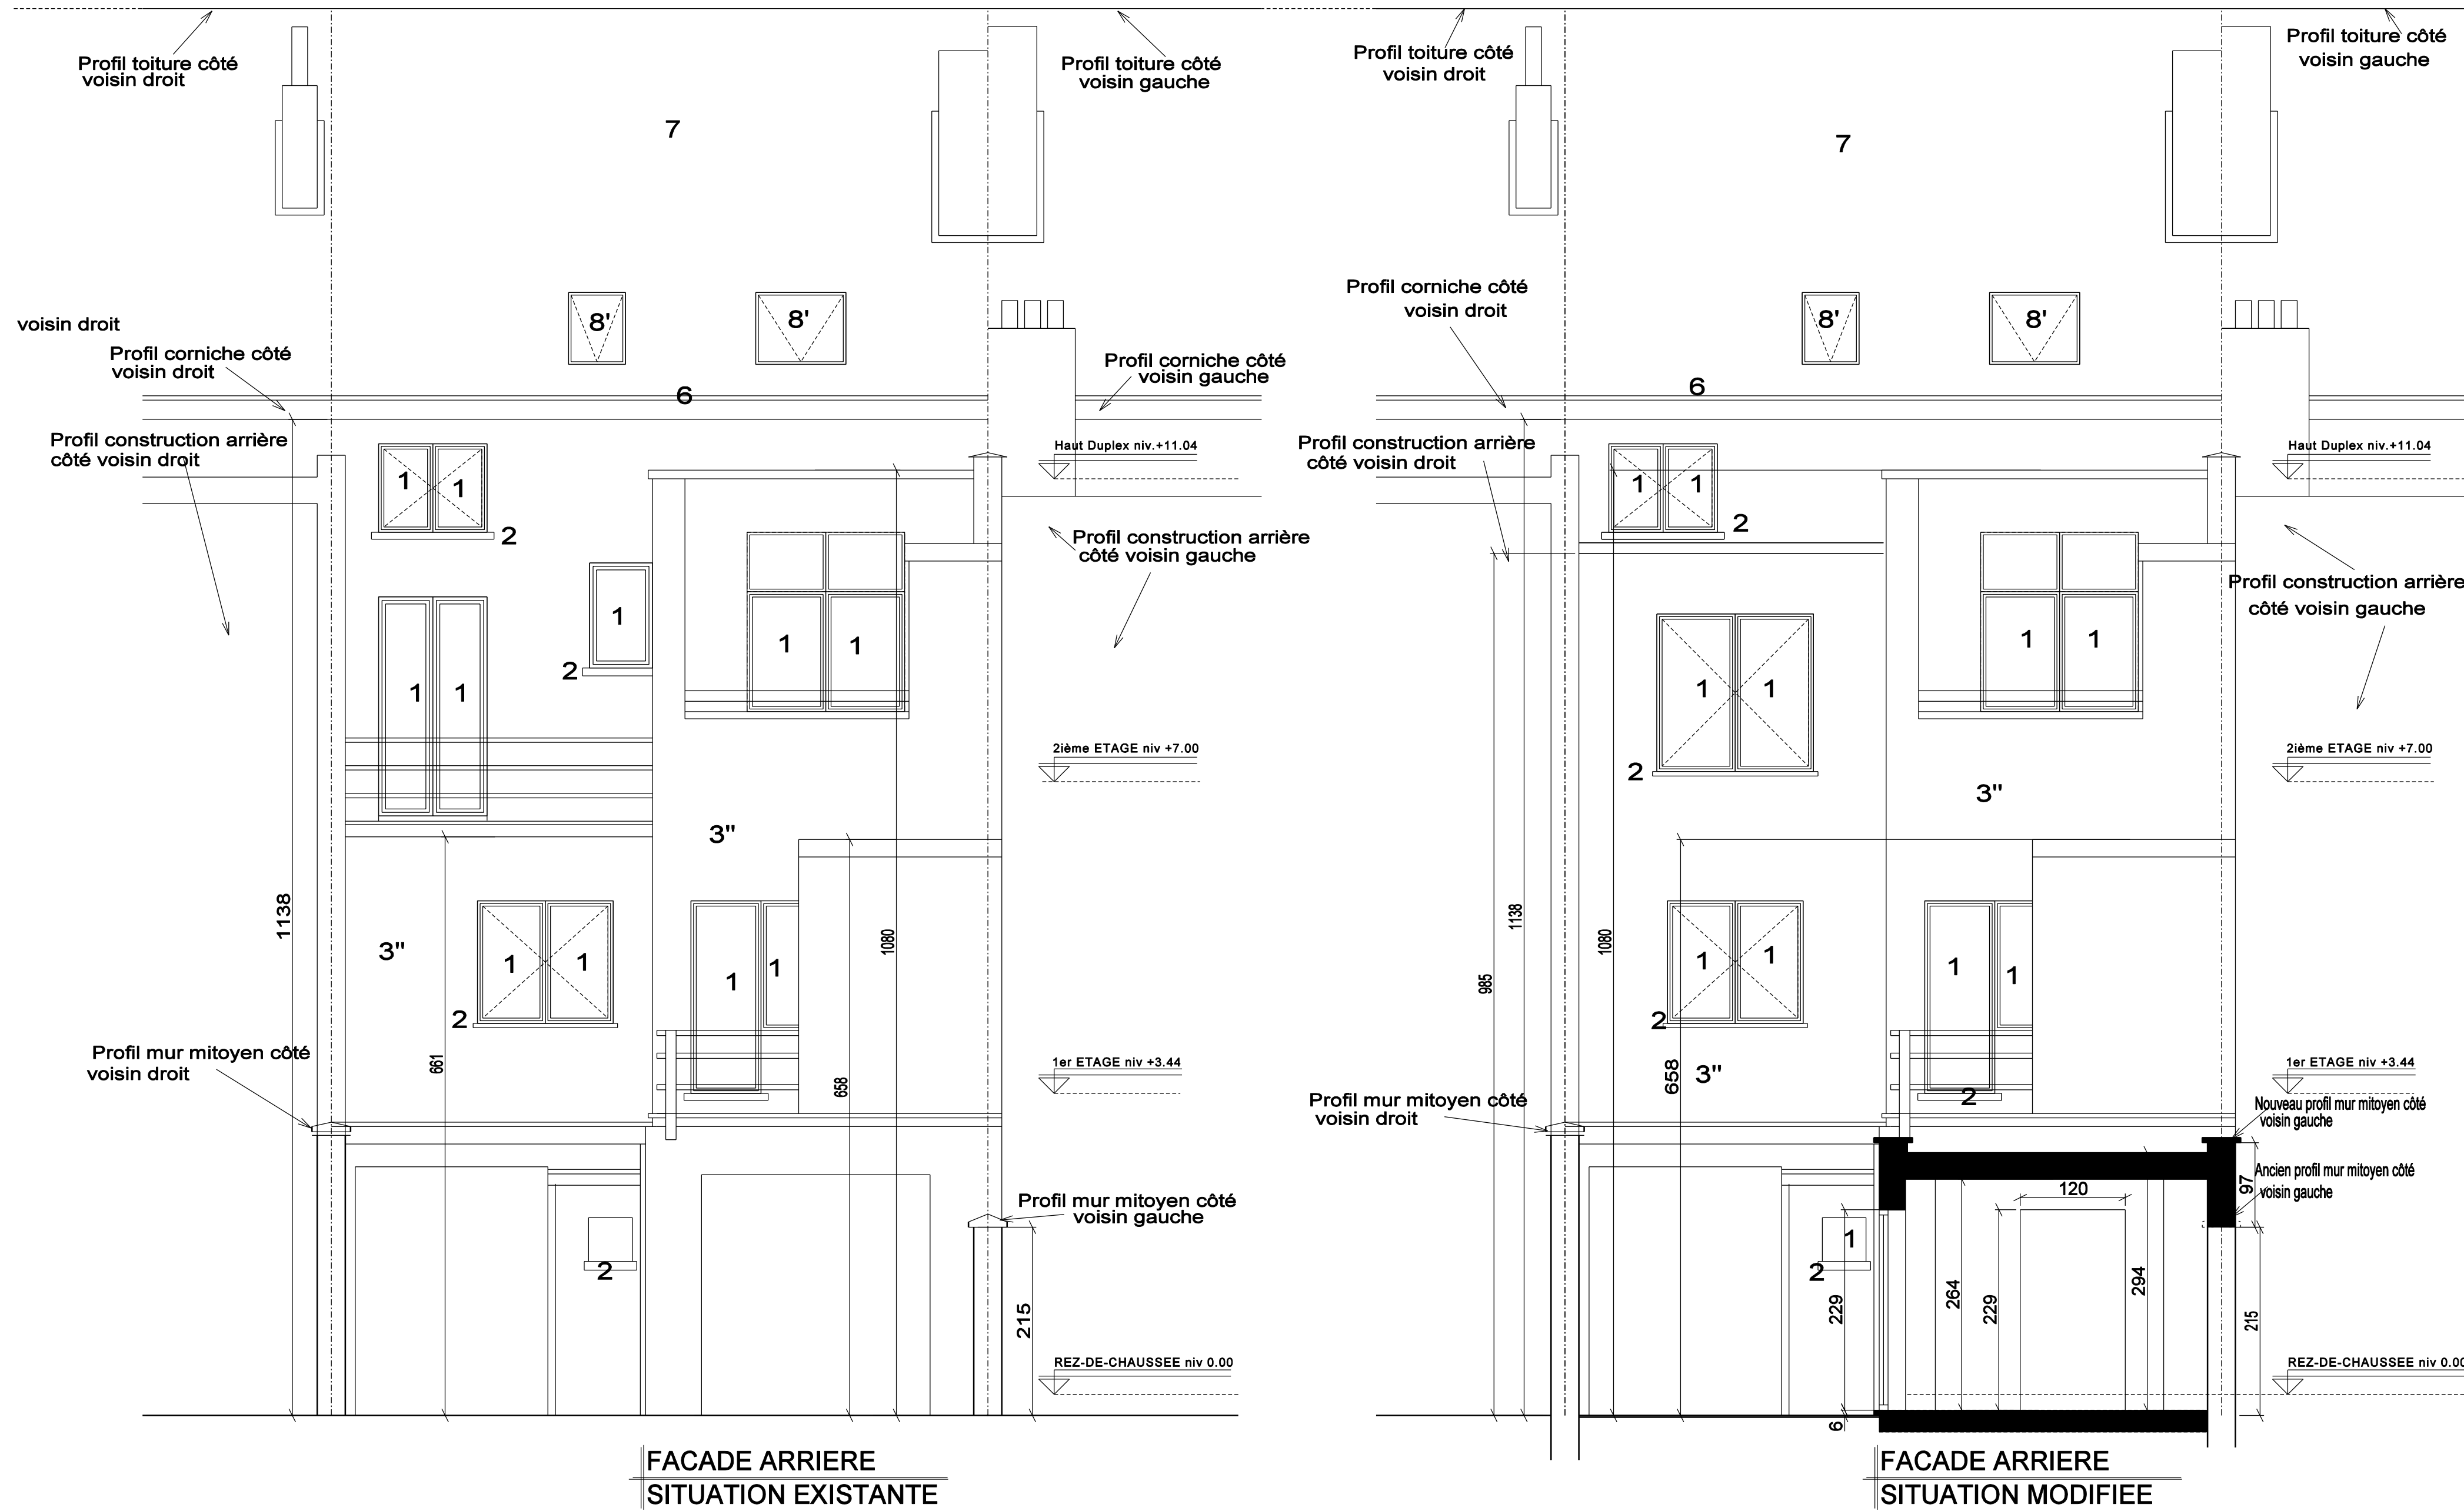 Profil toiture côté
voisin droit
Profil toiture côté
voisin gauche
7
8'
8'
voisin droit
Profil corniche côté
voisin droit
6
Profil corniche côté
voisin gauche
Profil construction arrière
côté voisin droit
Haut Duplex niv.+11.04
1
1
2
Profil construction arrière
côté voisin gauche
1
2
1
1
1
1
2ième ETAGE niv +7.00
3"
1138
3"
1
1
2
1
1
1080
661
658
1er ETAGE niv +3.44
Profil mur mitoyen côté
voisin droit
Profil mur mitoyen côté
voisin gauche
2
215
REZ-DE-CHAUSSEE niv 0.00
FACADE ARRIERE
SITUATION EXISTANTE
Profil toiture côté
voisin droit
Profil toiture côté
voisin gauche
7
Profil corniche côté
voisin droit
8'
8'
6
Profil construction arrière
côté voisin droit
Haut Duplex niv.+11.04
1
1
2
Profil construction arrière
côté voisin gauche
1
1
1
1
2
2ième ETAGE niv +7.00
3"
1138
1080
985
1
1
2
1
1
658
3"
2
1er ETAGE niv +3.44
Profil mur mitoyen côté
voisin droit
Nouveau profil mur mitoyen côté
voisin gauche
Ancien profil mur mitoyen côté
voisin gauche
97
120
1
2
229
264
229
294
215
REZ-DE-CHAUSSEE niv 0.00
6
FACADE ARRIERE
SITUATION MODIFIEE